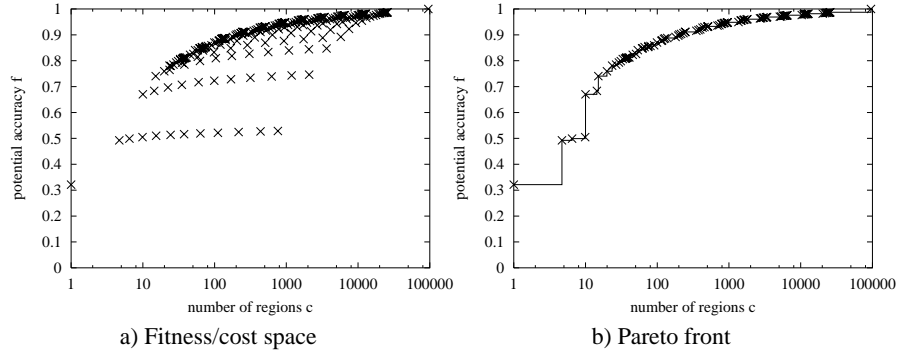 1
0.9
0.8
0.7
0.6
0.5
0.4
0.3
0.2
0.1
0
potential accuracy f
1 10 100 1000 10000 100000
number of regions c
a) Fitness/cost space
1
0.9
0.8
0.7
0.6
0.5
0.4
0.3
0.2
0.1
0
potential accuracy f
1 10 100 1000 10000 100000
number of regions c
b) Pareto front